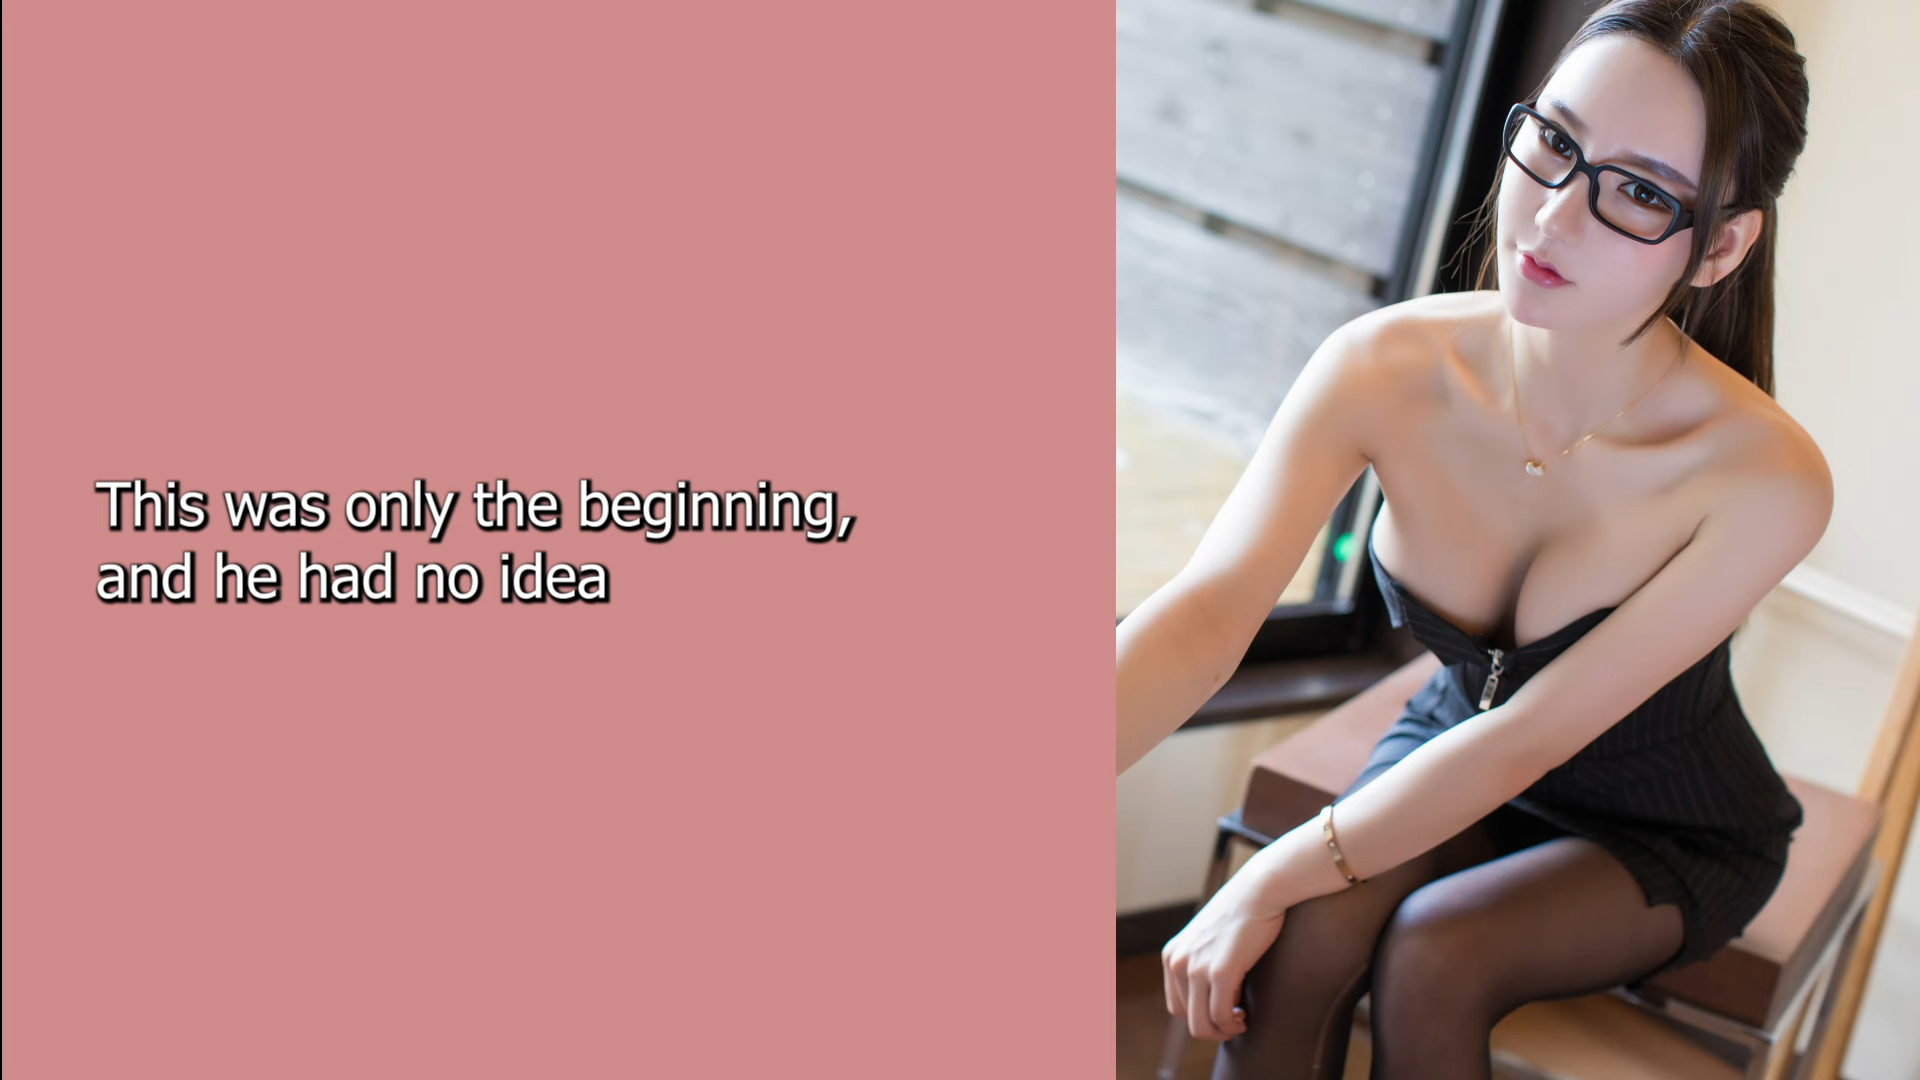 This was only the beginning,
and he had no idea